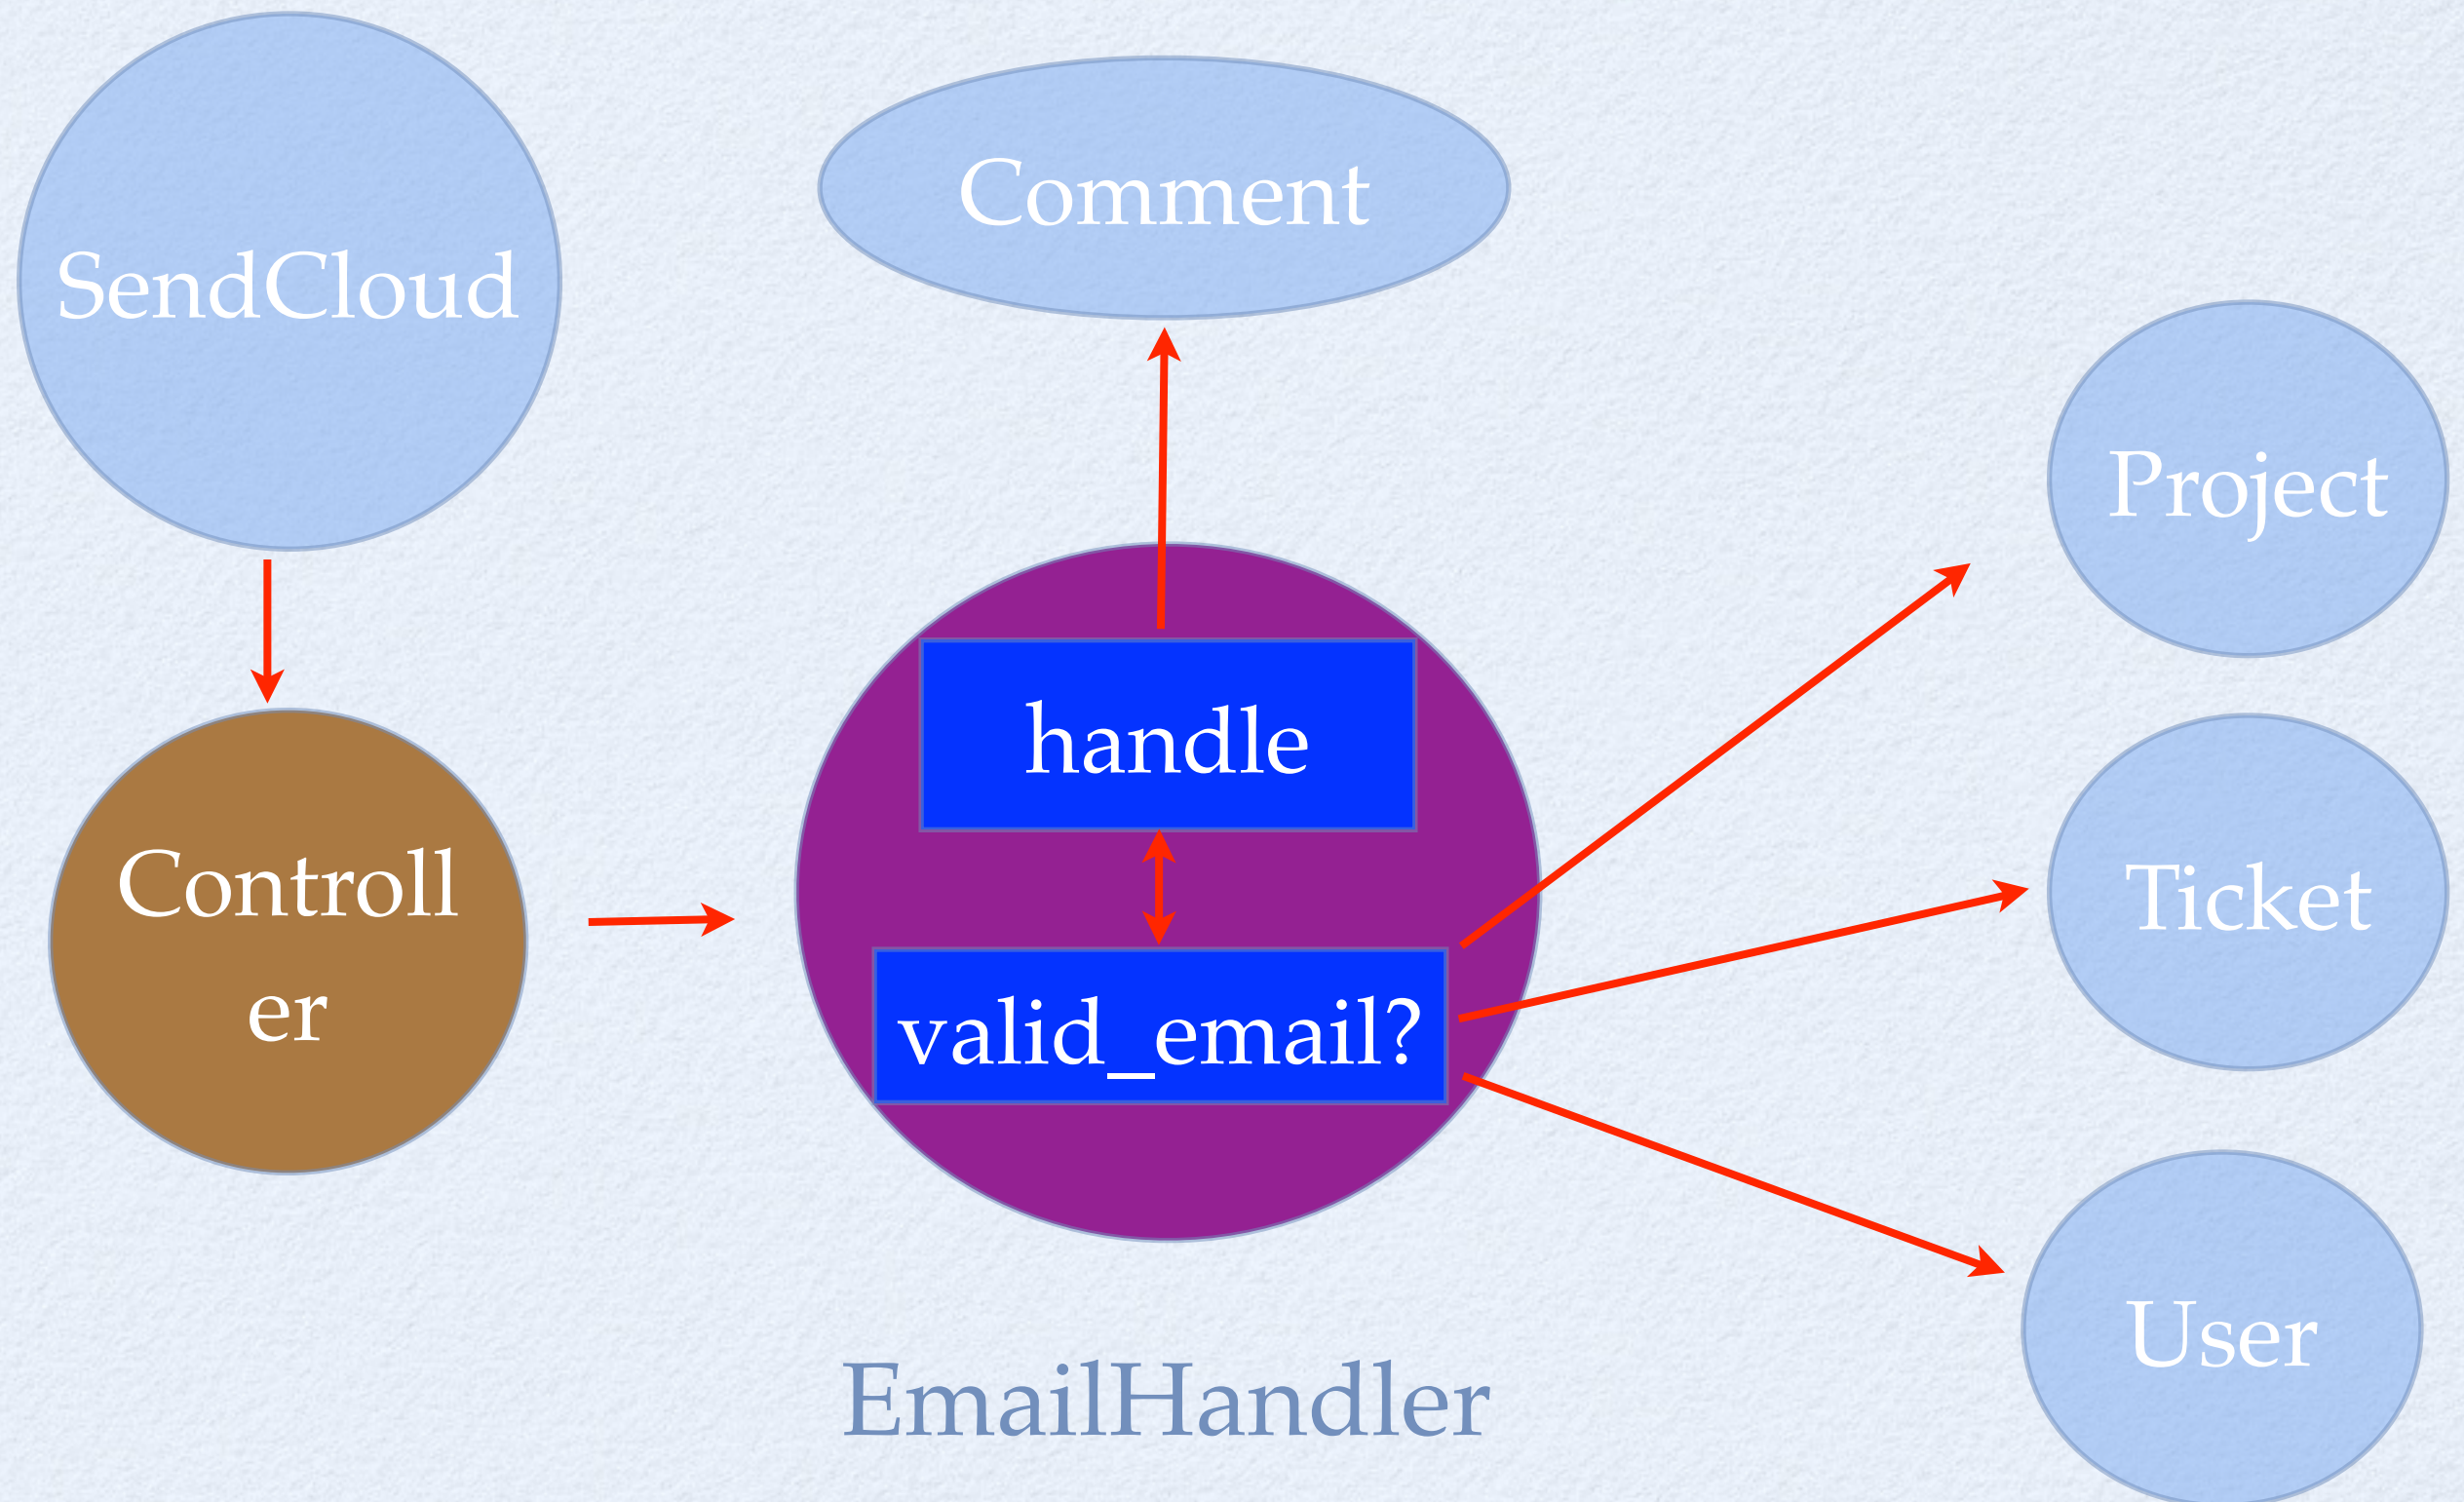 SendCloud
Comment
Project
handle
Controll
er
Ticket
valid_email?
User
EmailHandler